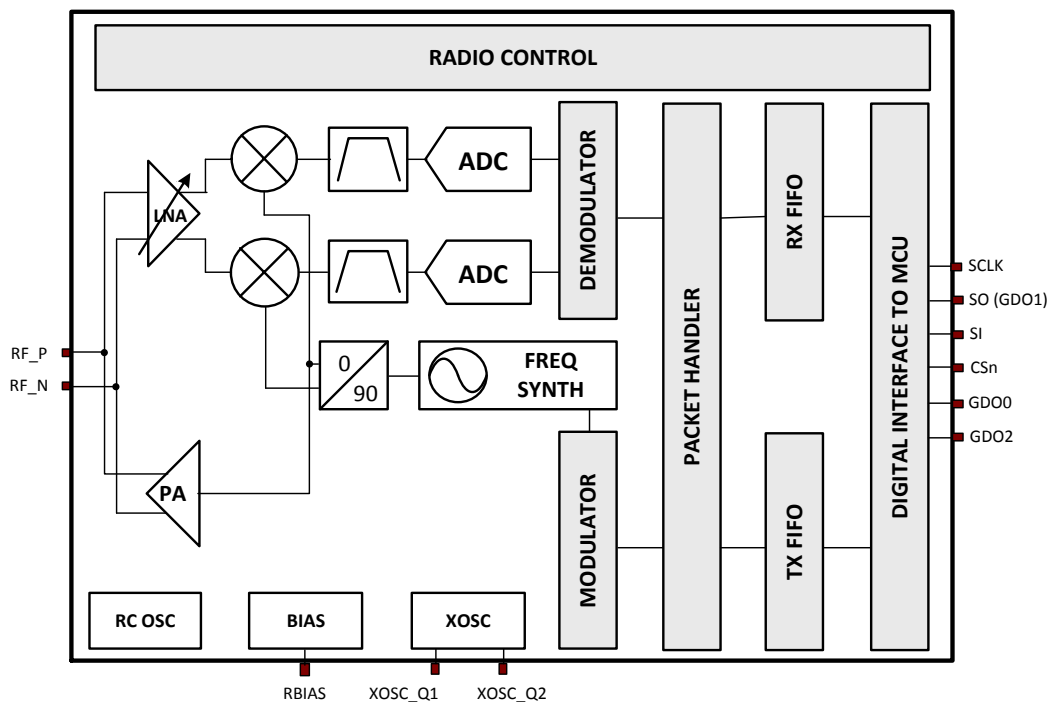 RADIO CONTROL
LNA
ADC
ADC
DEMODULATOR
PACKET HANDLER
RX FIFO
DIGITAL INTERFACE TO MCU
SCLK
SO (GDO1)
SI
CSn
GDO0
GDO2
RF_P
RF_N
0
90
FREQ
SYNTH
PA
MODULATOR
TX FIFO
RC OSC
BIAS
XOSC
RBIAS
XOSC_Q1
XOSC_Q2